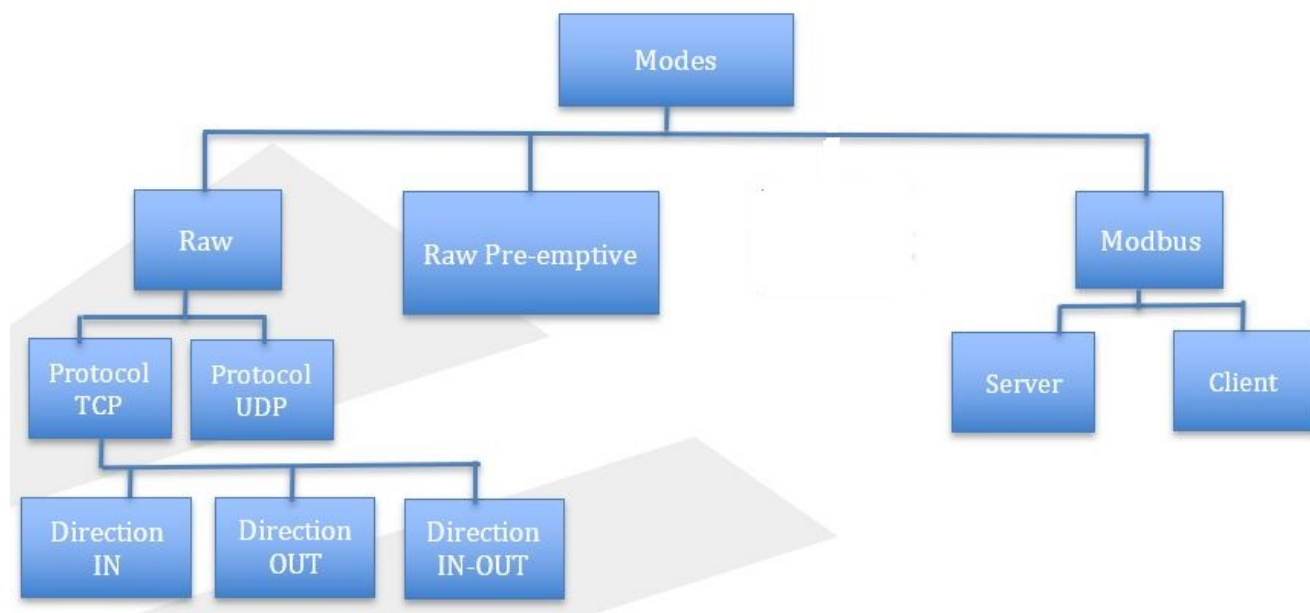 Modes
Raw
Raw Pre-emptive
Modbus
Protocol
TCP
Protocol
UDP
Server
Client
Direction
IN
Direction
OUT
Direction
IN-OUT